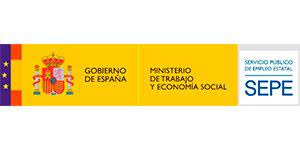 GOBIERNO
DE ESPAÑA
MINISTERIO
DE TRABAJO
Y ECONOMÍA SOCIAL
SERVICIO PÚBLICO
DE EMPLEO ESTATAL
SEPE